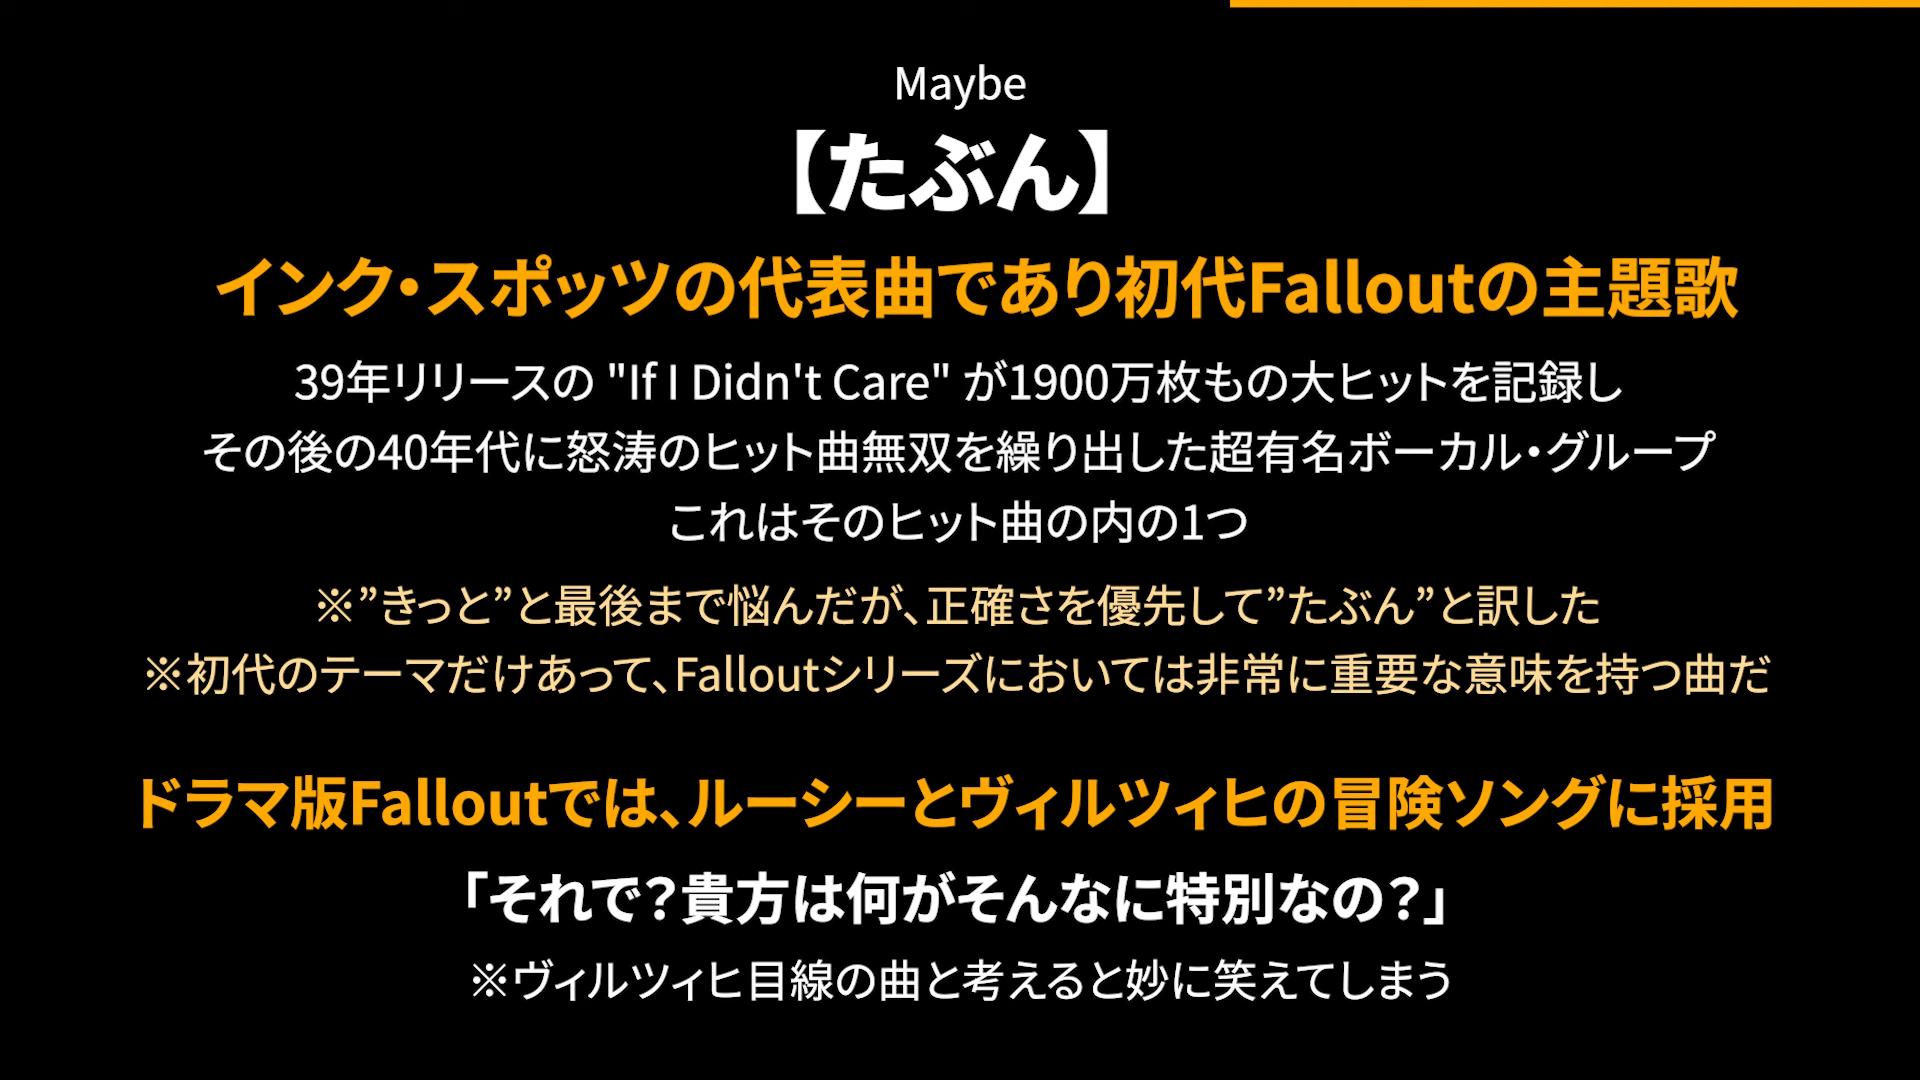 Maybe
【たぶん】
インク・スポッツの代表曲であり初代Falloutの主題歌
39年リリースの "If I Didn't Care" が1900万枚もの大ヒットを記録し
その後の40年代に怒涛のヒット曲無双を繰り出した超有名ボーカル・グループ
これはそのヒット曲の内の1つ
※”きっと”と最後まで悩んだが、正確さを優先して”たぶん”と訳した
※初代のテーマだけあって、Falloutシリーズにおいては非常に重要な意味を持つ曲だ
ドラマ版Falloutでは、ルーシーとヴィルツィヒの冒険ソングに採用
「それで？貴方は何がそんなに特別なの？」
※ヴィルツィヒ目線の曲と考えると妙に笑えてしまう